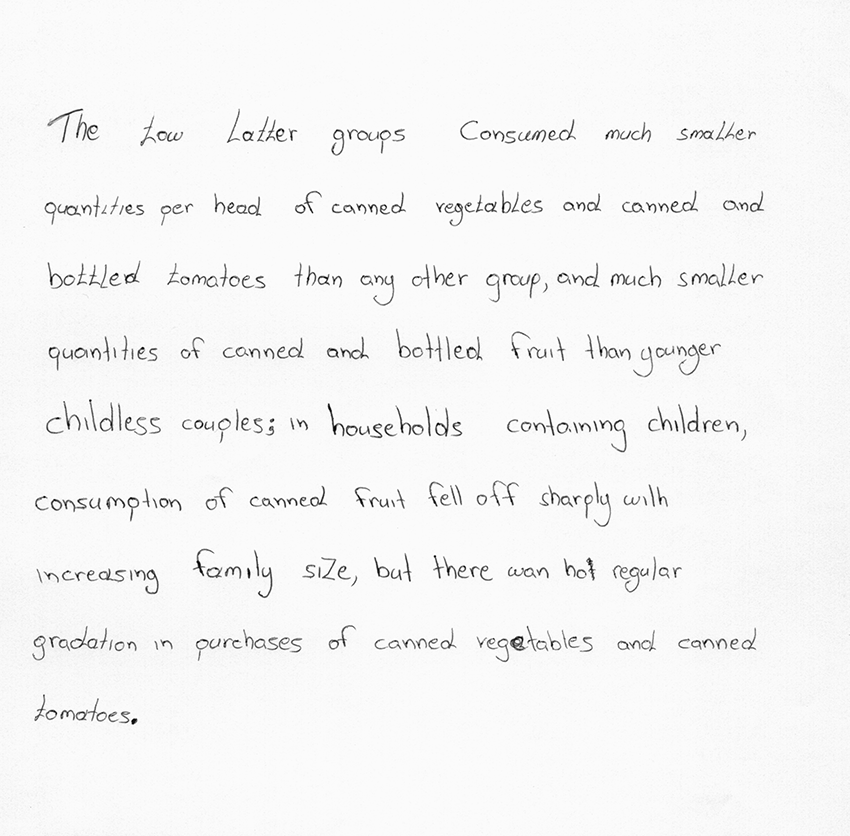 The tow Latter groups Consumed much smaller
quantities per head of canned vegetables and canned and
bottled tomatoes than any other group, and much smaller
quantities of canned and bottled fruit than younger
childless couples; in households containing children,
consumption of canned fruit fell off sharply with
increasing family size, but there wan not regular
gradation in purchases of canned vegetables and canned
tomatoes.